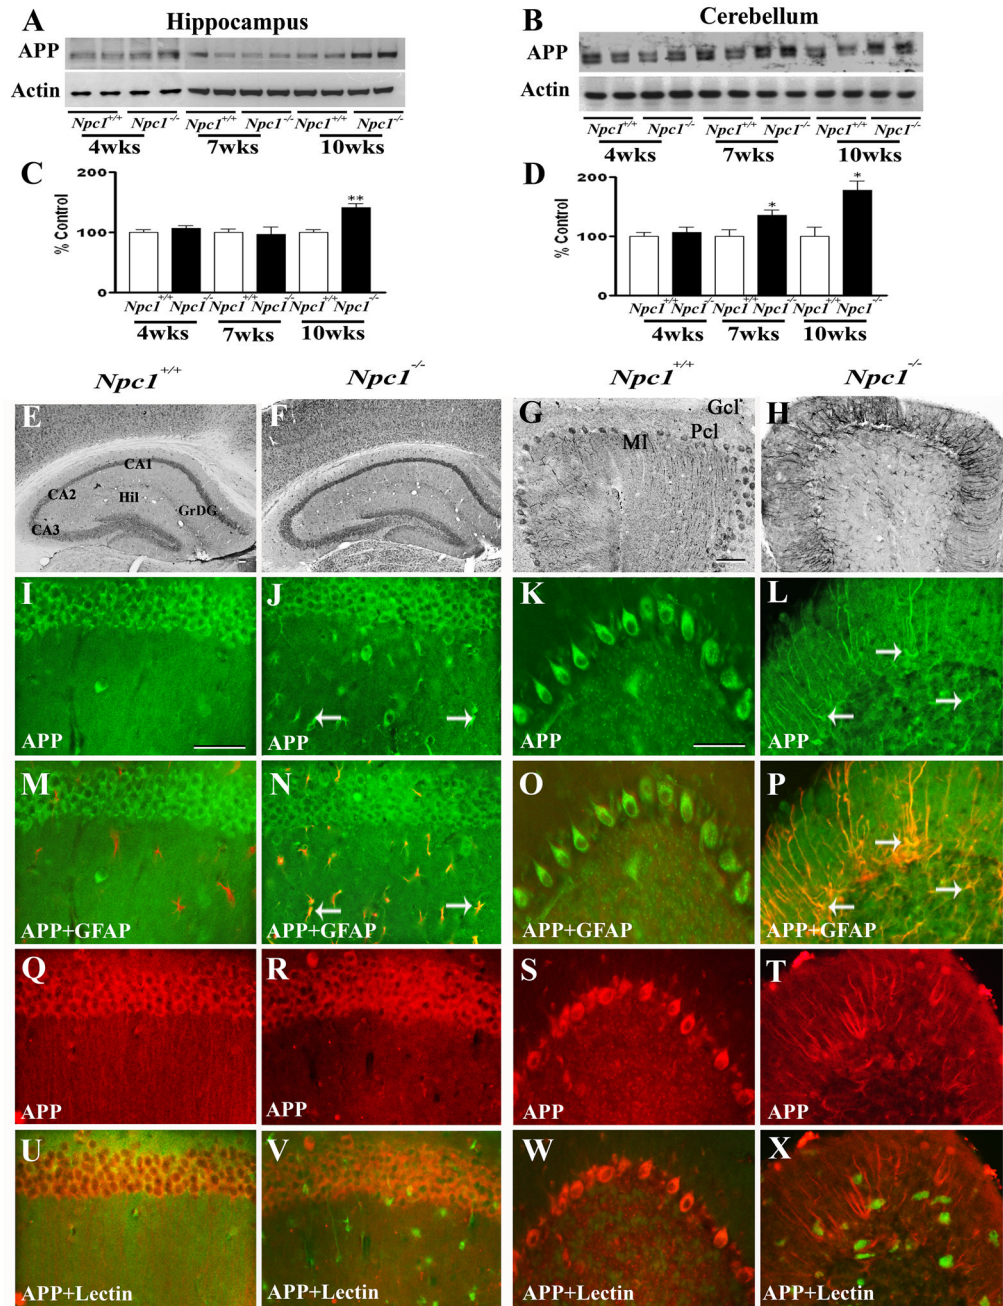 A Hippocampus
APP
Actin
Npc1+/+ Npc1-/- Npc1+/+ Npc1-/- Npc1+/+ Npc1-/-
4wks 7wks 10wks
B Cerebellum
APP
Actin
Npc1+/+ Npc1-/- Npc1+/+ Npc1-/- Npc1+/+ Npc1-/-
4wks 7wks 10wks
C
% Control
200
100
0
**
Npc1+/+ Npc1-/- Npc1+/+ Npc1-/- Npc1+/+ Npc1-/-
4wks 7wks 10wks
D
% Control
200
100
0
* *
Npc1+/+ Npc1-/- Npc1+/+ Npc1-/- Npc1+/+ Npc1-/-
4wks 7wks 10wks
Npc1+/+ Npc1-/- Npc1+/+ Npc1-/-
E
CA1
CA2
Hil
GrDG
CA3
F
G
Gcl
Pcl
Ml
H
I
APP
J
APP
K
APP
L
APP
M
APP+GFAP
N
APP+GFAP
O
APP+GFAP
P
APP+GFAP
Q
APP
R
APP
S
APP
T
APP
U
APP+Lectin
V
APP+Lectin
W
APP+Lectin
X
APP+Lectin